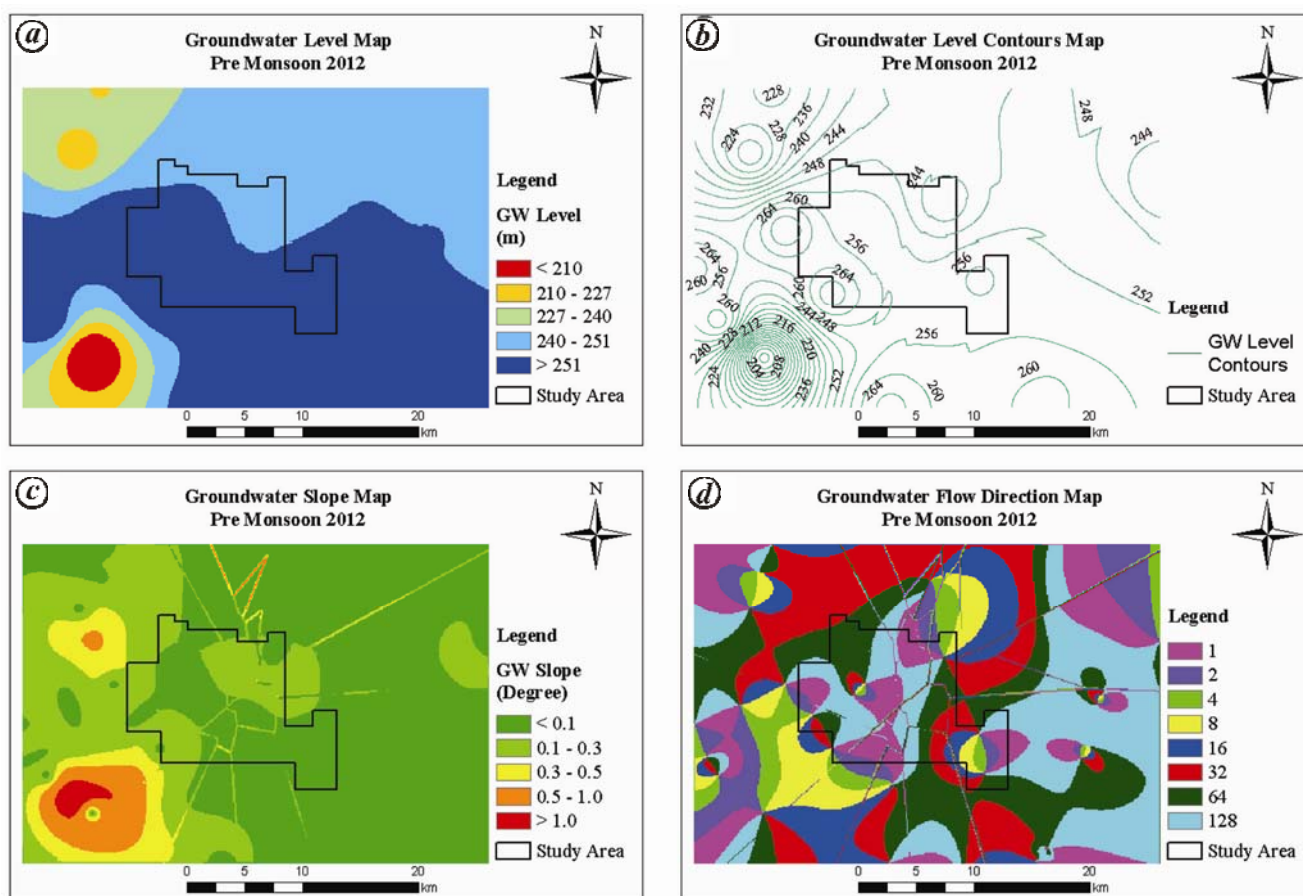 a
Groundwater Level Map
Pre Monsoon 2012
N
Legend
GW Level
(m)
< 210
210 - 227
227 - 240
240 - 251
> 251
Study Area
0 5 10 20
km
b
Groundwater Level Contours Map
Pre Monsoon 2012
N
232
228
236
224
228
240
244
248
244
248
244
260
264
256
264
256
260
264
260
256
260
244
248
252
212
216
228
240
220
256
224
204
208
236
252
264
260
260
Legend
GW Level
Contours
Study Area
0 5 10 20
km
c
Groundwater Slope Map
Pre Monsoon 2012
N
Legend
GW Slope
(Degree)
< 0.1
0.1 - 0.3
0.3 - 0.5
0.5 - 1.0
> 1.0
Study Area
0 5 10 20
km
d
Groundwater Flow Direction Map
Pre Monsoon 2012
N
Legend
1
2
4
8
16
32
64
128
Study Area
0 5 10 20
km